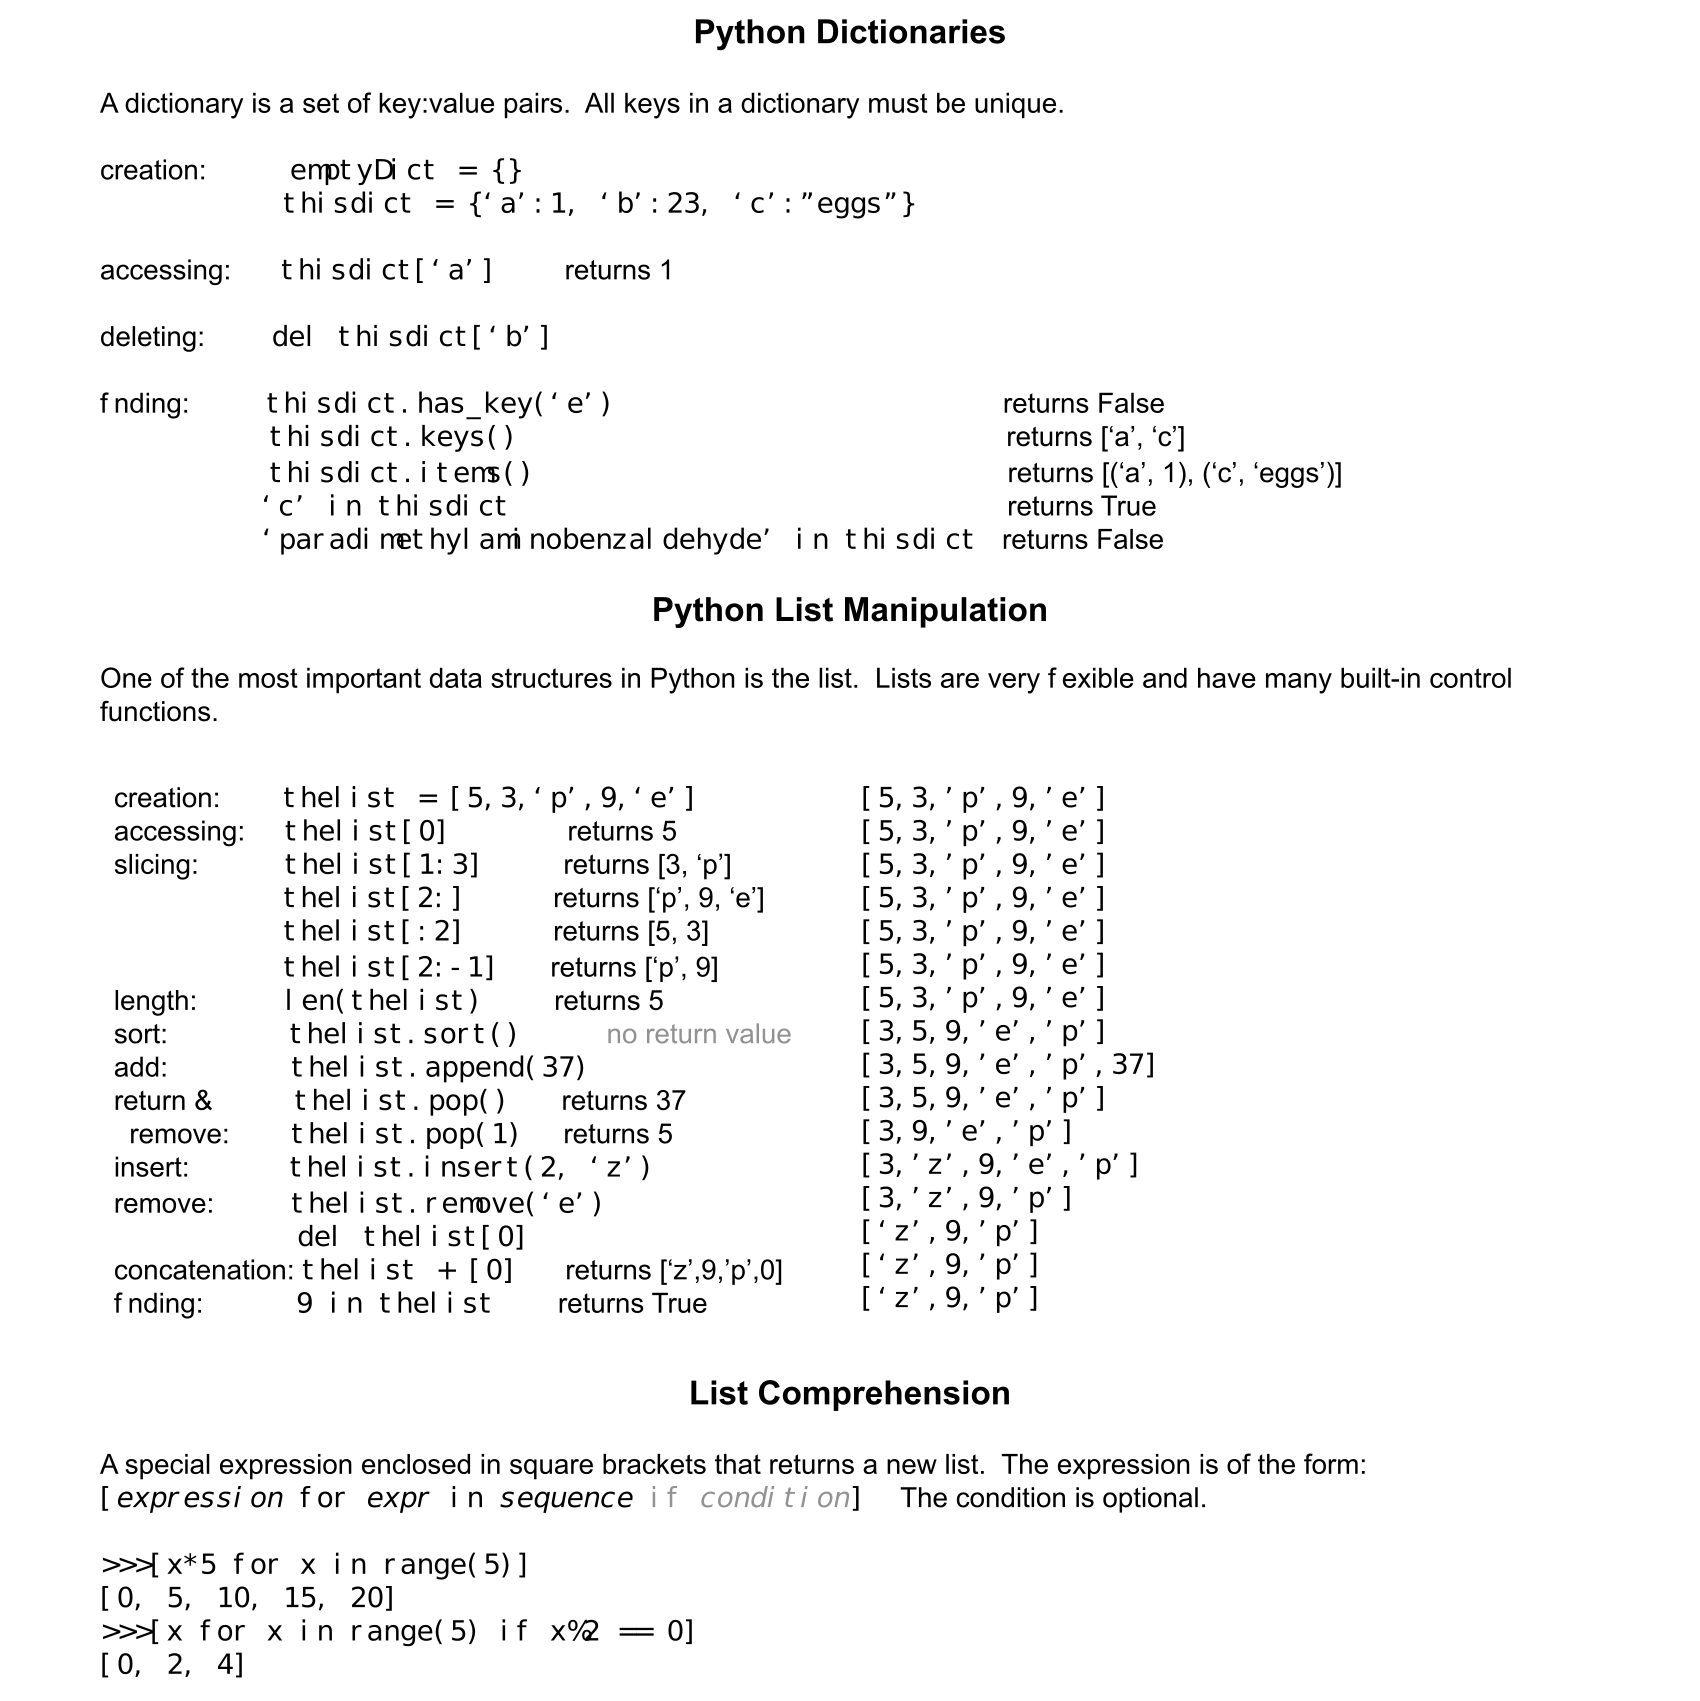 Python Dictionaries
A dictionary is a set of key:value pairs.  All keys in a dictionary must be unique.
creation: emptyDict = {}
thisdict = {‘a’:1, ‘b’:23, ‘c’:”eggs”}
accessing: thisdict[‘a’] returns 1
deleting: del thisdict[‘b’]
fnding: thisdict.has_key(‘e’) returns False
thisdict.keys() returns [‘a’, ‘c’]
thisdict.items() returns [(‘a’, 1), (‘c’, ‘eggs’)]
‘c’ in thisdict returns True
‘paradimethylaminobenzaldehyde’ in thisdict returns False
Python List Manipulation
One of the most important data structures in Python is the list.  Lists are very fexible and have many built-in control
functions.
creation: thelist = [5,3,‘p’,9,‘e’] [5,3,’p’,9,’e’]
accessing: thelist[0] returns 5 [5,3,’p’,9,’e’]
slicing: thelist[1:3] returns [3, ‘p’] [5,3,’p’,9,’e’]
thelist[2:] returns [‘p’, 9, ‘e’] [5,3,’p’,9,’e’]
thelist[:2] returns [5, 3] [5,3,’p’,9,’e’]
thelist[2:-1] returns [‘p’, 9] [5,3,’p’,9,’e’]
length: len(thelist) returns 5 [5,3,’p’,9,’e’]
sort: thelist.sort() no return value [3,5,9,’e’,’p’]
add: thelist.append(37) [3,5,9,’e’,’p’,37]
return & thelist.pop() returns 37 [3,5,9,’e’,’p’]
remove: thelist.pop(1) returns 5 [3,9,’e’,’p’]
insert: thelist.insert(2, ‘z’) [3,’z’,9,’e’,’p’]
remove: thelist.remove(‘e’) [3,’z’,9,’p’]
del thelist[0] [‘z’,9,’p’]
concatenation: thelist + [0] returns [‘z’,9,’p’,0] [‘z’,9,’p’]
fnding: 9 in thelist returns True [‘z’,9,’p’]
List Comprehension
A special expression enclosed in square brackets that returns a new list.  The expression is of the form:
[expression for expr in sequence if condition] The condition is optional.
>>>[x*5 for x in range(5)]
[0, 5, 10, 15, 20]
>>>[x for x in range(5) if x%2 == 0]
[0, 2, 4]